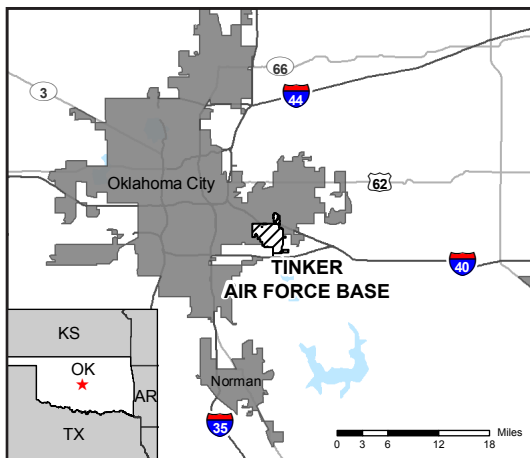 66
3
44
Oklahoma City
62
TINKER
AIR FORCE BASE
40
KS
OK
AR
TX
Norman
35
Miles
0 3 6 12 18